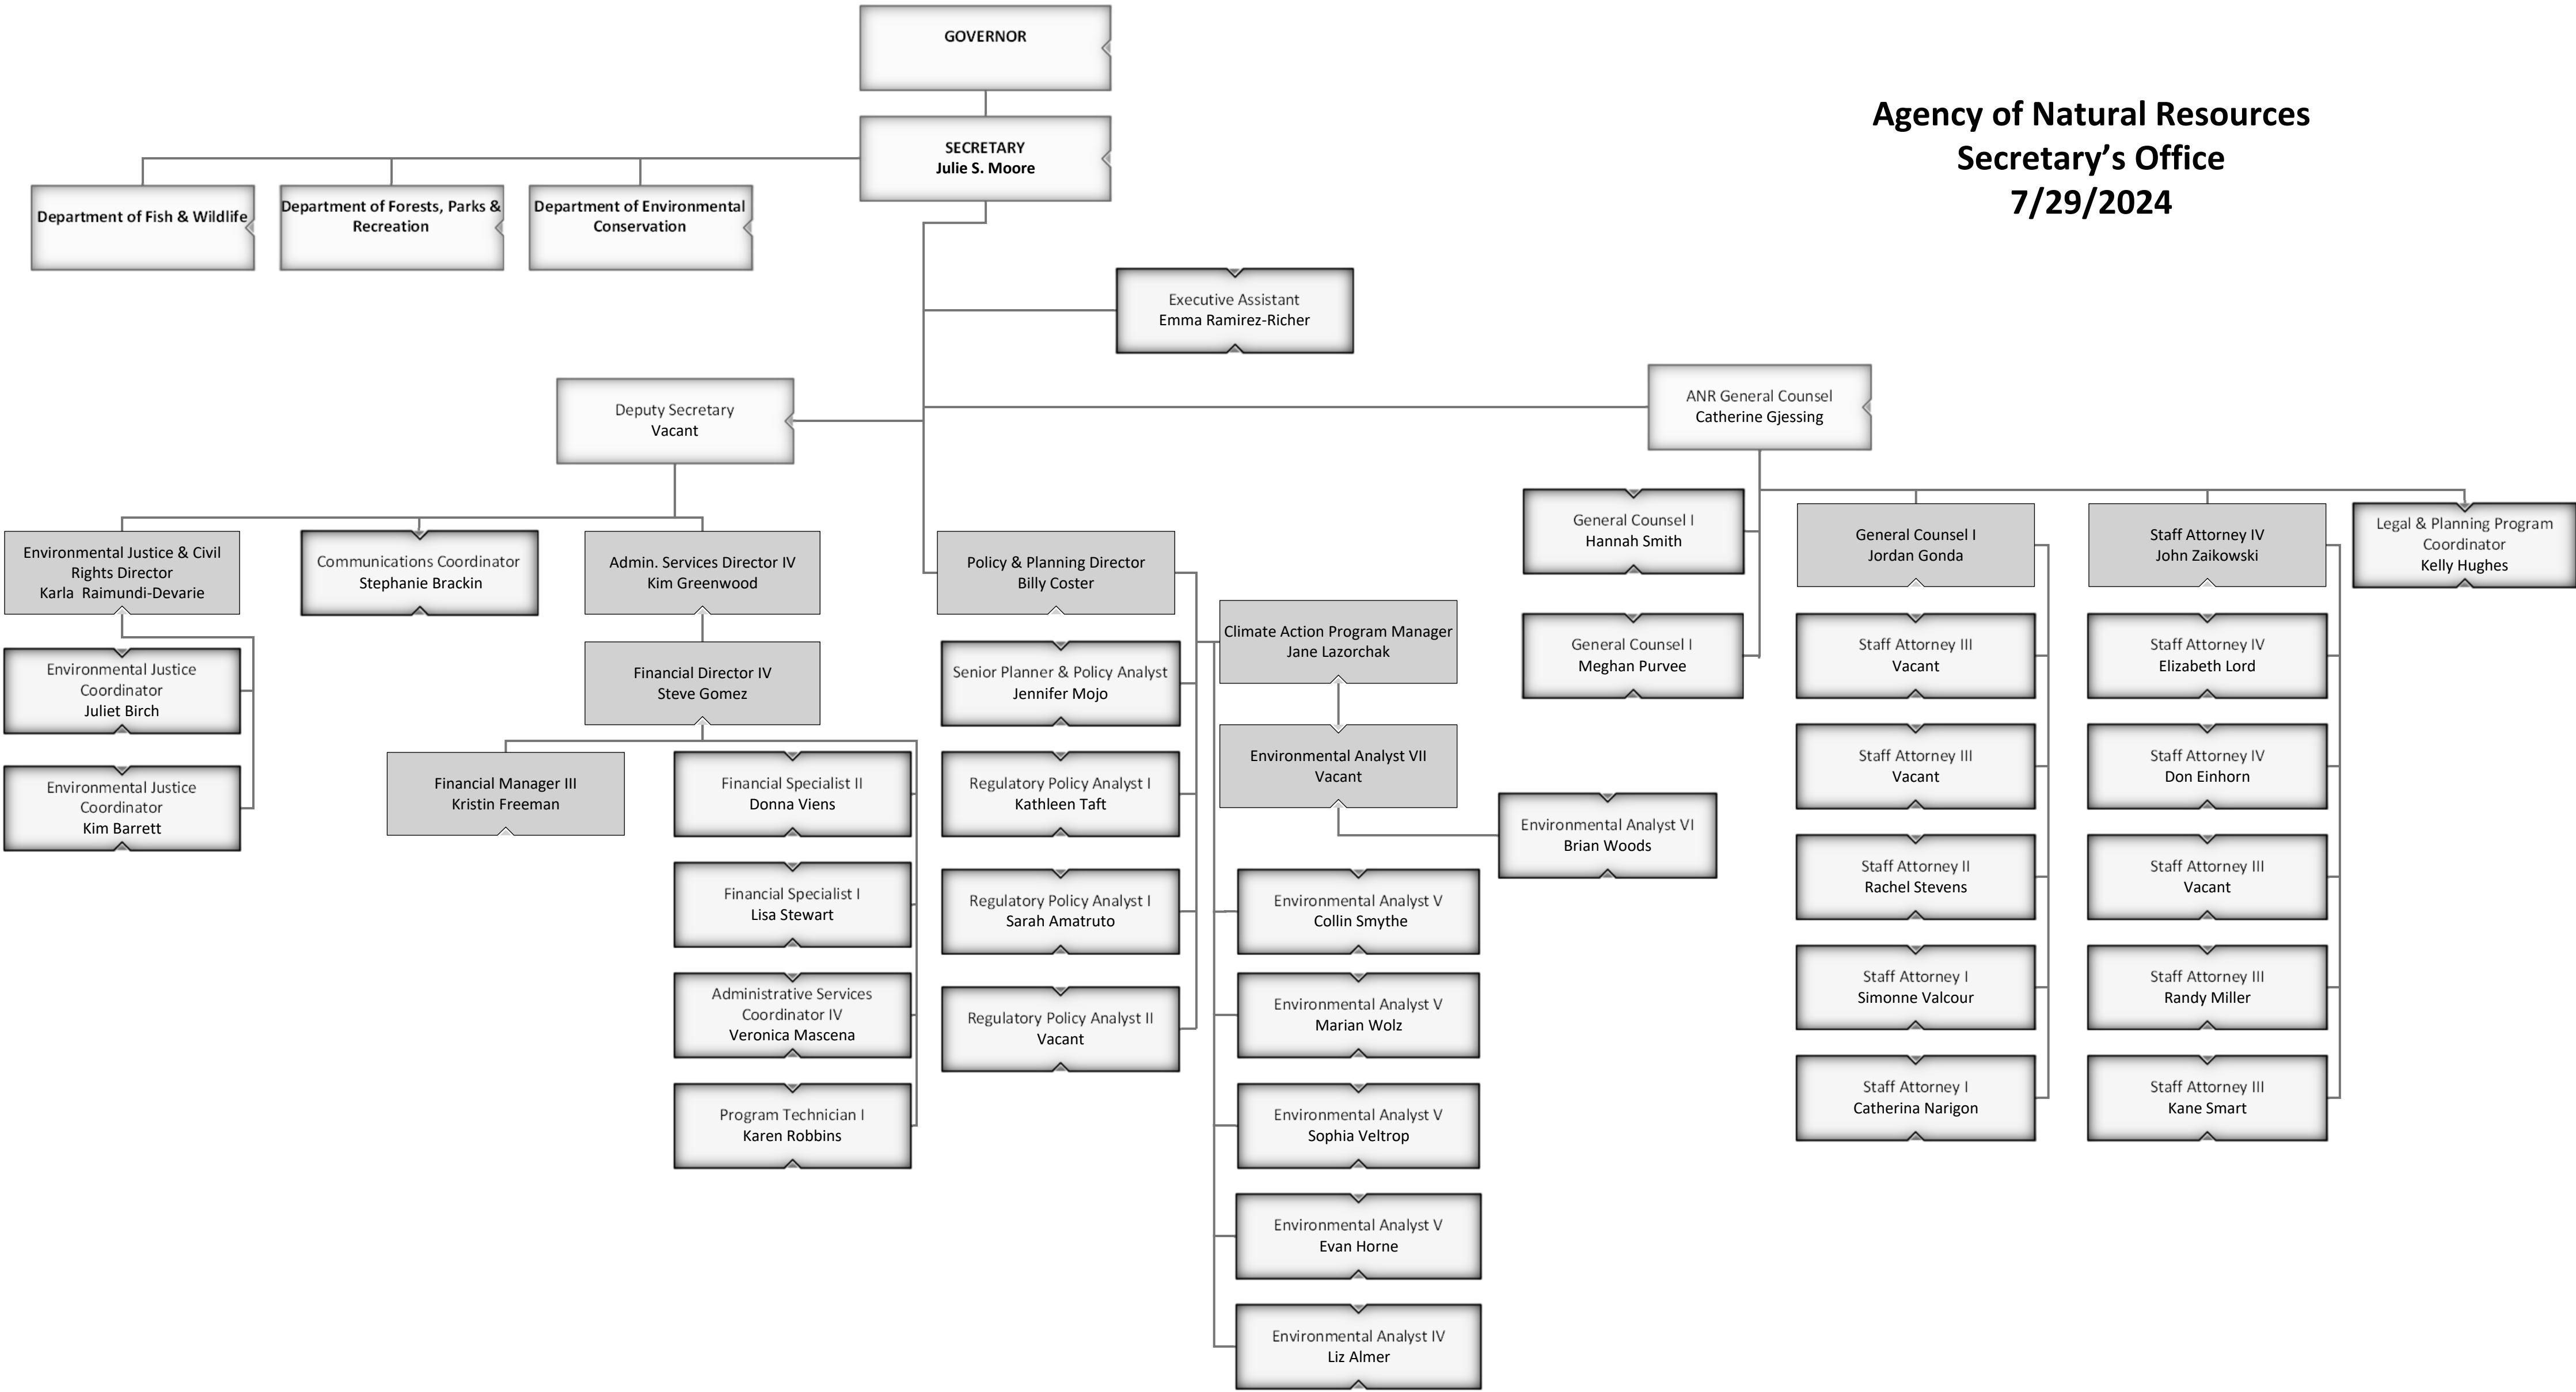 GOVERNOR
Agency of Natural Resources
Secretary’s Office
7/29/2024
SECRETARY
Julie S. Moore
Department of Fish & Wildlife
Department of Forests, Parks &
Recreation
Department of Environmental
Conservation
Executive Assistant
Emma Ramirez-Richer
Deputy Secretary
Vacant
ANR General Counsel
Catherine Gjessing
Environmental Justice & Civil
Rights Director
Karla  Raimundi-Devarie
Environmental Justice
Coordinator
Juliet Birch
Environmental Justice
Coordinator
Kim Barrett
Communications Coordinator
Stephanie Brackin
Admin. Services Director IV
Kim Greenwood
Financial Director IV
Steve Gomez
Financial Manager III
Kristin Freeman
Financial Specialist II
Donna Viens
Financial Specialist I
Lisa Stewart
Administrative Services
Coordinator IV
Veronica Mascena
Program Technician I
Karen Robbins
Policy & Planning Director
Billy Coster
Senior Planner & Policy Analyst
Jennifer Mojo
Regulatory Policy Analyst I
Kathleen Taft
Regulatory Policy Analyst I
Sarah Amatruto
Regulatory Policy Analyst II
Vacant
Climate Action Program Manager
Jane Lazorchak
Environmental Analyst VII
Vacant
Environmental Analyst VI
Brian Woods
Environmental Analyst V
Collin Smythe
Environmental Analyst V
Marian Wolz
Environmental Analyst V
Sophia Veltrop
Environmental Analyst V
Evan Horne
Environmental Analyst IV
Liz Almer
General Counsel I
Hannah Smith
General Counsel I
Meghan Purvee
General Counsel I
Jordan Gonda
Staff Attorney III
Vacant
Staff Attorney III
Vacant
Staff Attorney II
Rachel Stevens
Staff Attorney I
Simonne Valcour
Staff Attorney I
Catherina Narigon
Staff Attorney IV
John Zaikowski
Staff Attorney IV
Elizabeth Lord
Staff Attorney IV
Don Einhorn
Staff Attorney III
Vacant
Staff Attorney III
Randy Miller
Staff Attorney III
Kane Smart
Legal & Planning Program
Coordinator
Kelly Hughes